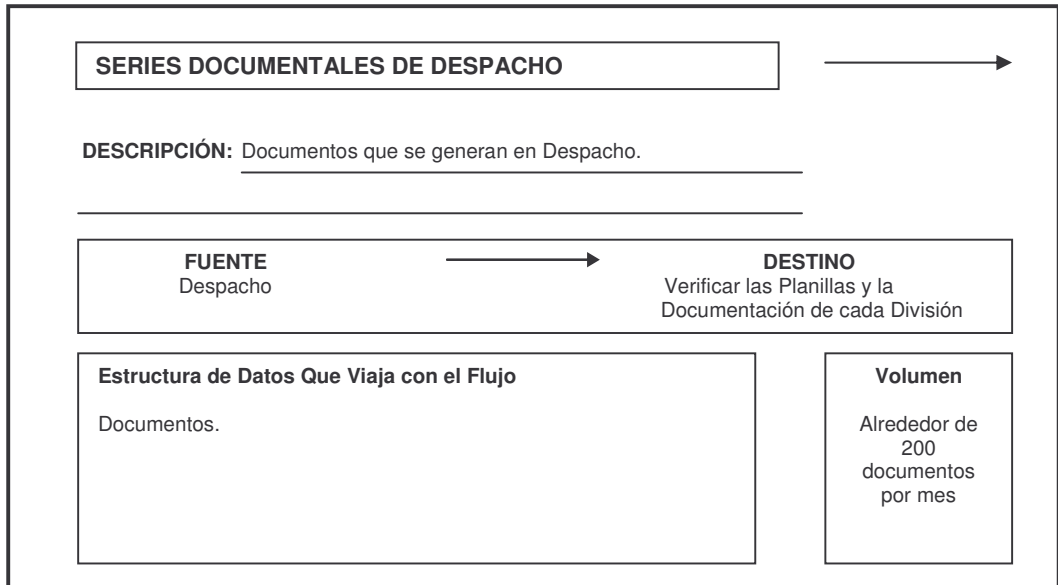 SERIES DOCUMENTALES DE DESPACHO
DESCRIPCIÓN: Documentos que se generan en Despacho.
FUENTE
Despacho
DESTINO
Verificar las Planillas y la
Documentación de cada División
Estructura de Datos Que Viaja con el Flujo
Documentos.
Volumen
Alrededor de
200
documentos
por mes